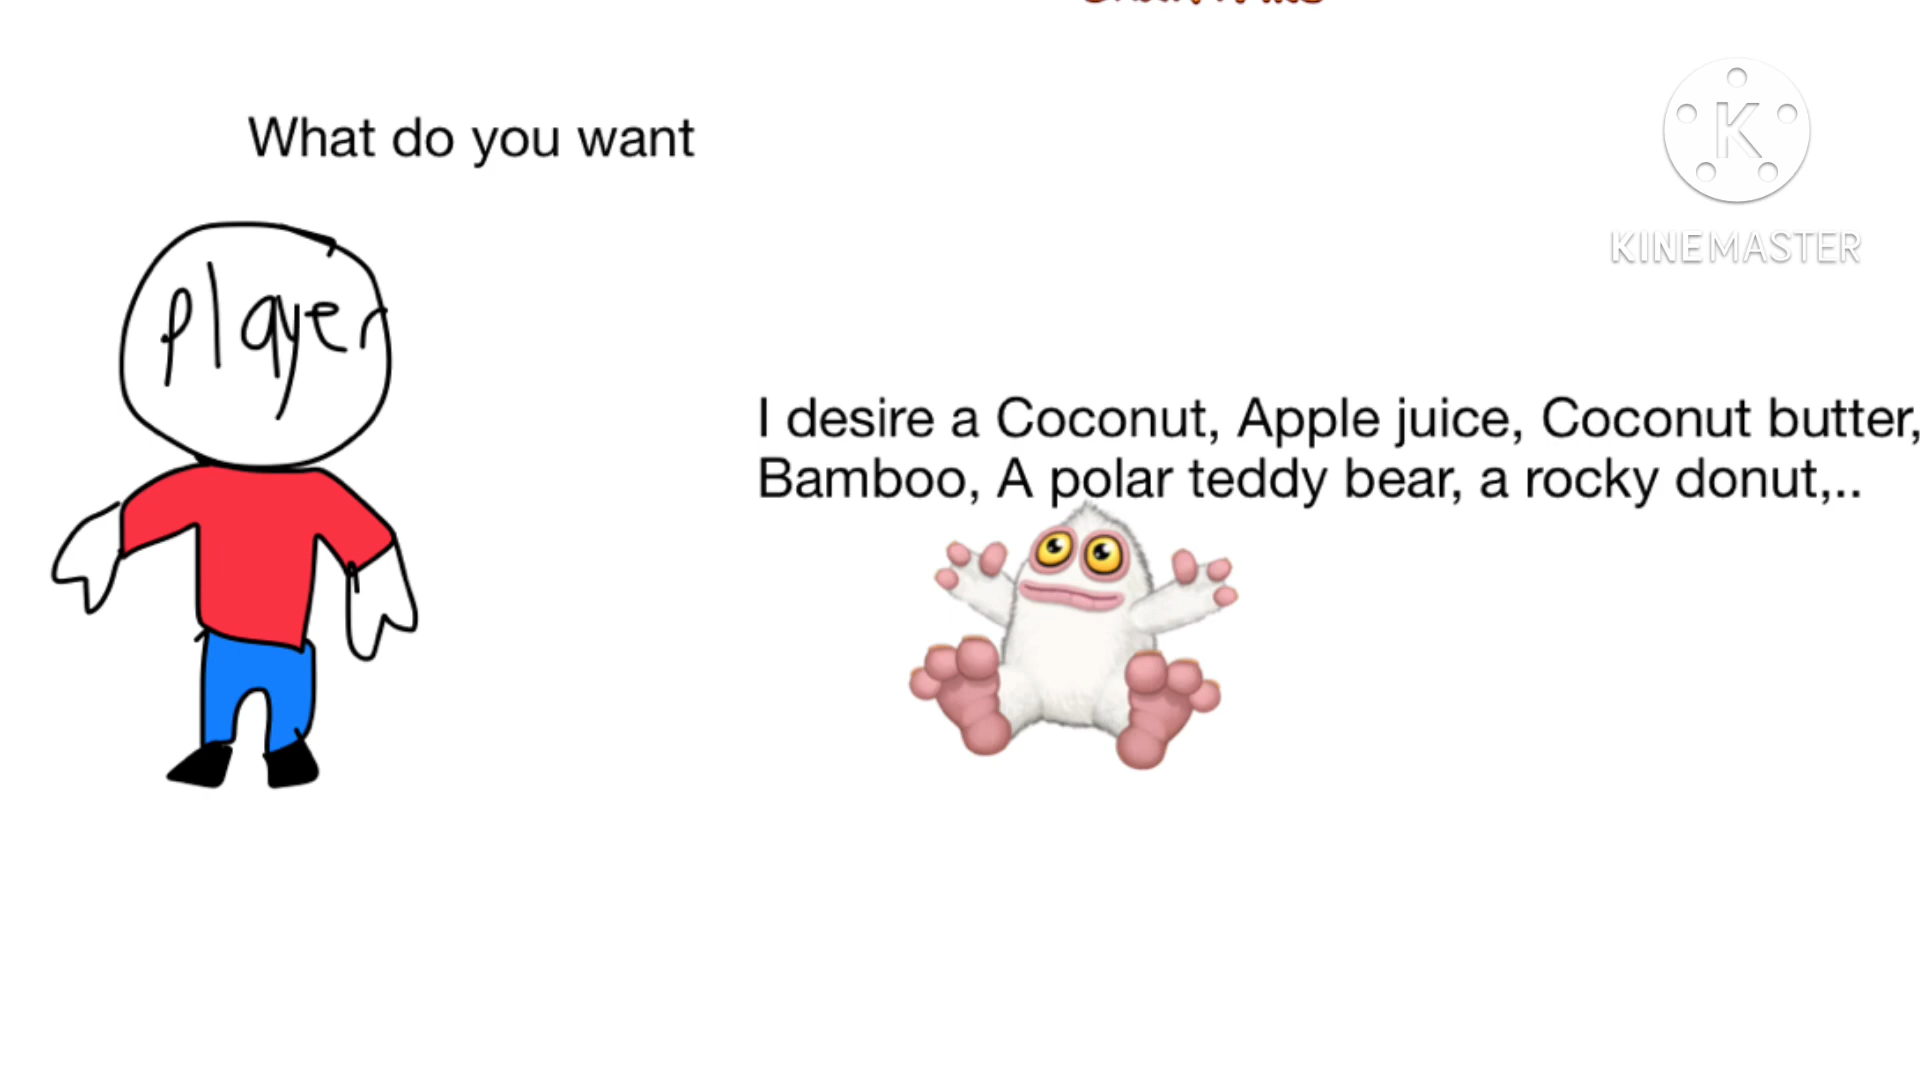 What do you want
K
KINEMASTER
player
I desire a Coconut, Apple juice, Coconut butter,
Bamboo, A polar teddy bear, a rocky donut,..